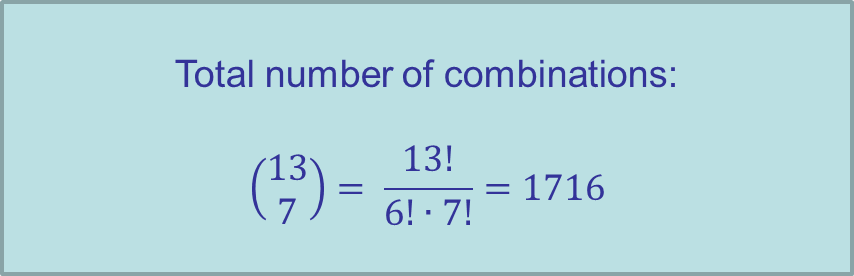 Total number of combinations:
(13 7) = 13! / 6! · 7! = 1716